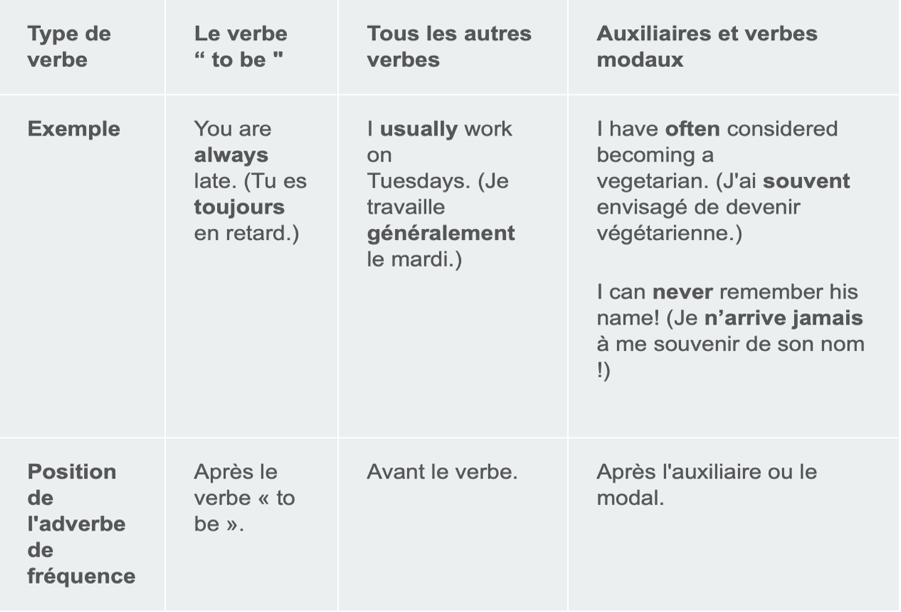 Type de
verbe
Le verbe
“ to be "
Tous les autres
verbes
Auxiliaires et verbes
modaux
Exemple
You are
always
late. (Tu es
toujours
en retard.)
I usually work
on
Tuesdays. (Je
travaille
généralement
le mardi.)
I have often considered
becoming a
vegetarian. (J'ai souvent
envisagé de devenir
végétarienne.)
I can never remember his
name! (Je n’arrive jamais
à me souvenir de son nom
!)
Position
de
l'adverbe
de
fréquence
Après le
verbe « to
be ».
Avant le verbe.
Après l'auxiliaire ou le
modal.